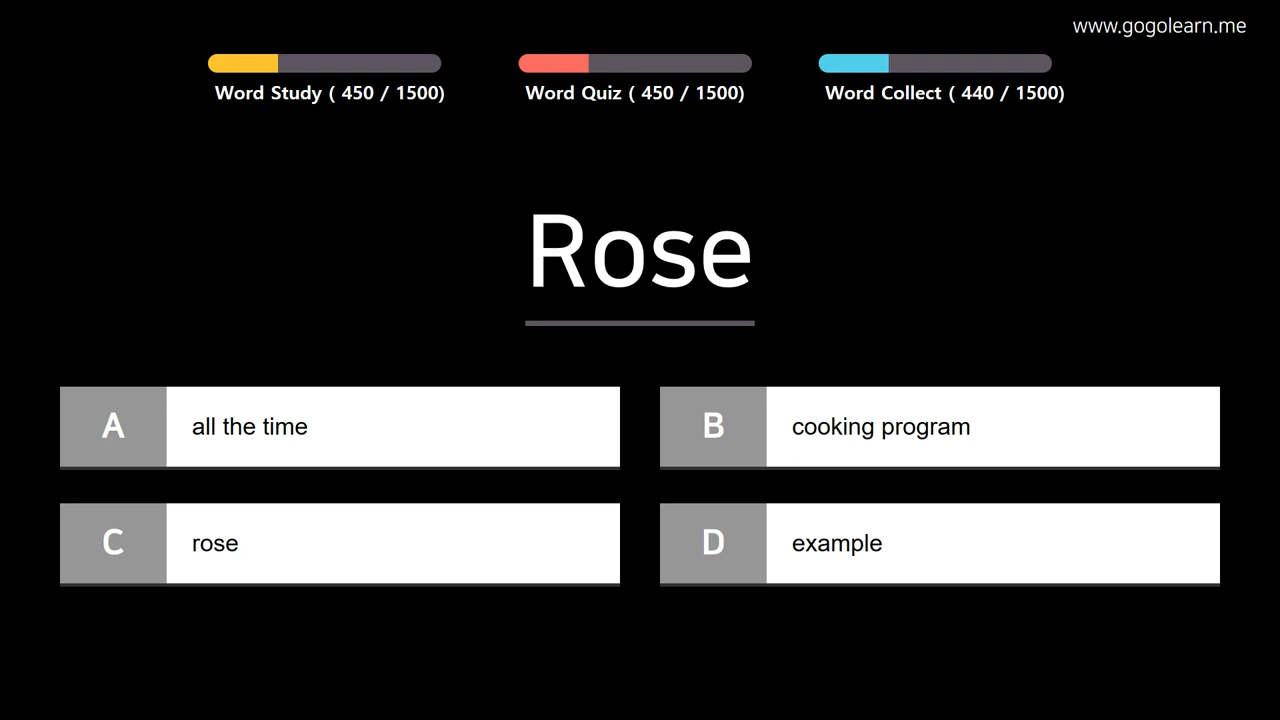 www.gogolearn.me
Word Study ( 450 / 1500)
Word Quiz ( 450 / 1500)
Word Collect ( 440 / 1500)
Rose
A all the time
B cooking program
C rose
D example